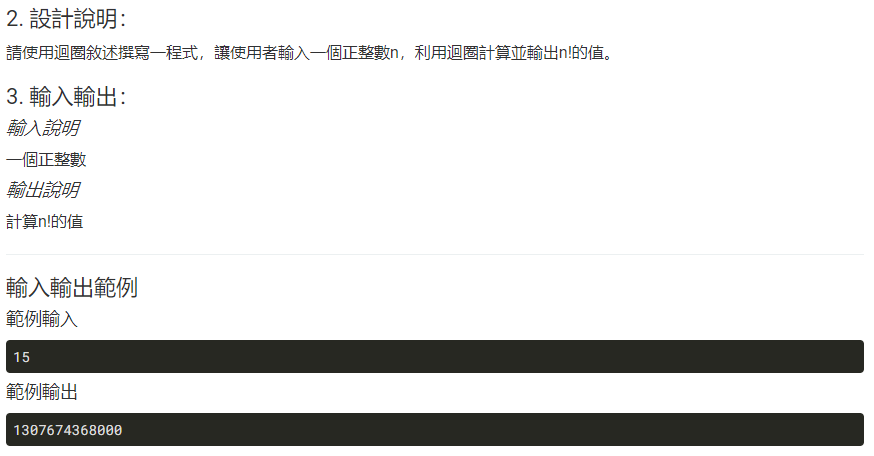 2. 設計說明：
請使用迴圈敘述撰寫一程式，讓使用者輸入一個正整數n，利用迴圈計算並輸出n!的值。
3. 輸入輸出：
輸入說明
一個正整數
輸出說明
計算n!的值
輸入輸出範例
範例輸入
15
範例輸出
1307674368000